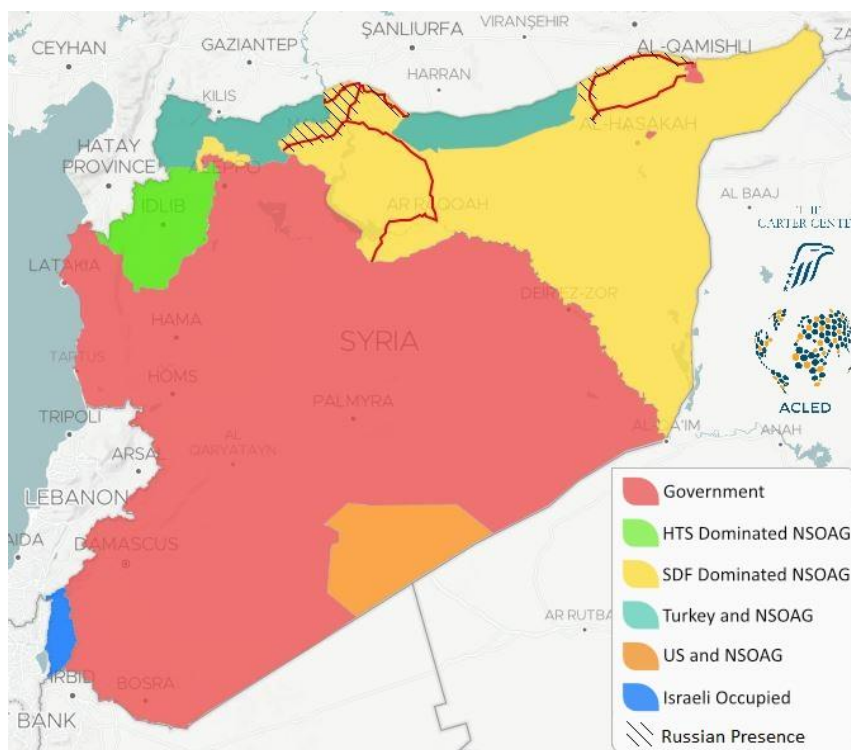 ŞANLIURFA
VIRANŞEHIR
CEYHAN
GAZIANTEP
AL-QAMISHLI
HARRAN
KILIS
HATAY
PROVINCE
AL-HASAKAH
ALEPPO
AL BAAJ
IDLIB
AR RAQQAH
THE
CARTER CENTER
LATAKIA
DEIR EZ-ZOR
HAMA
SYRIA
TARTUS
HOMS
ACLED
TRIPOLI
PALMYRA
AL
QARYATAYN
ARSAL
ANAH
LEBANON
Government
HTS Dominated NSOAG
DAMASCUS
SDF Dominated NSOAG
Turkey and NSOAG
AR RUTBA
US and NSOAG
Israeli Occupied
BOSRA
BANK
Russian Presence